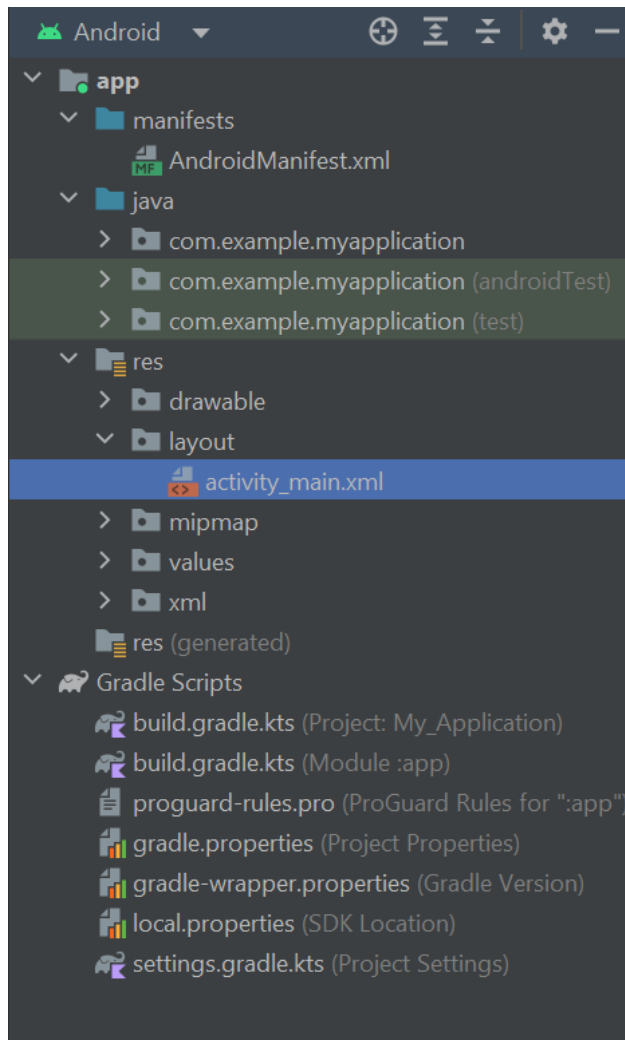 Android
app
manifests
MF AndroidManifest.xml
java
com.example.myapplication
com.example.myapplication (androidTest)
com.example.myapplication (test)
res
drawable
layout
<> activity_main.xml
mipmap
values
xml
res (generated)
Gradle Scripts
build.gradle.kts (Project: My_Application)
build.gradle.kts (Module :app)
proguard-rules.pro (ProGuard Rules for ":app")
gradle.properties (Project Properties)
gradle-wrapper.properties (Gradle Version)
local.properties (SDK Location)
settings.gradle.kts (Project Settings)